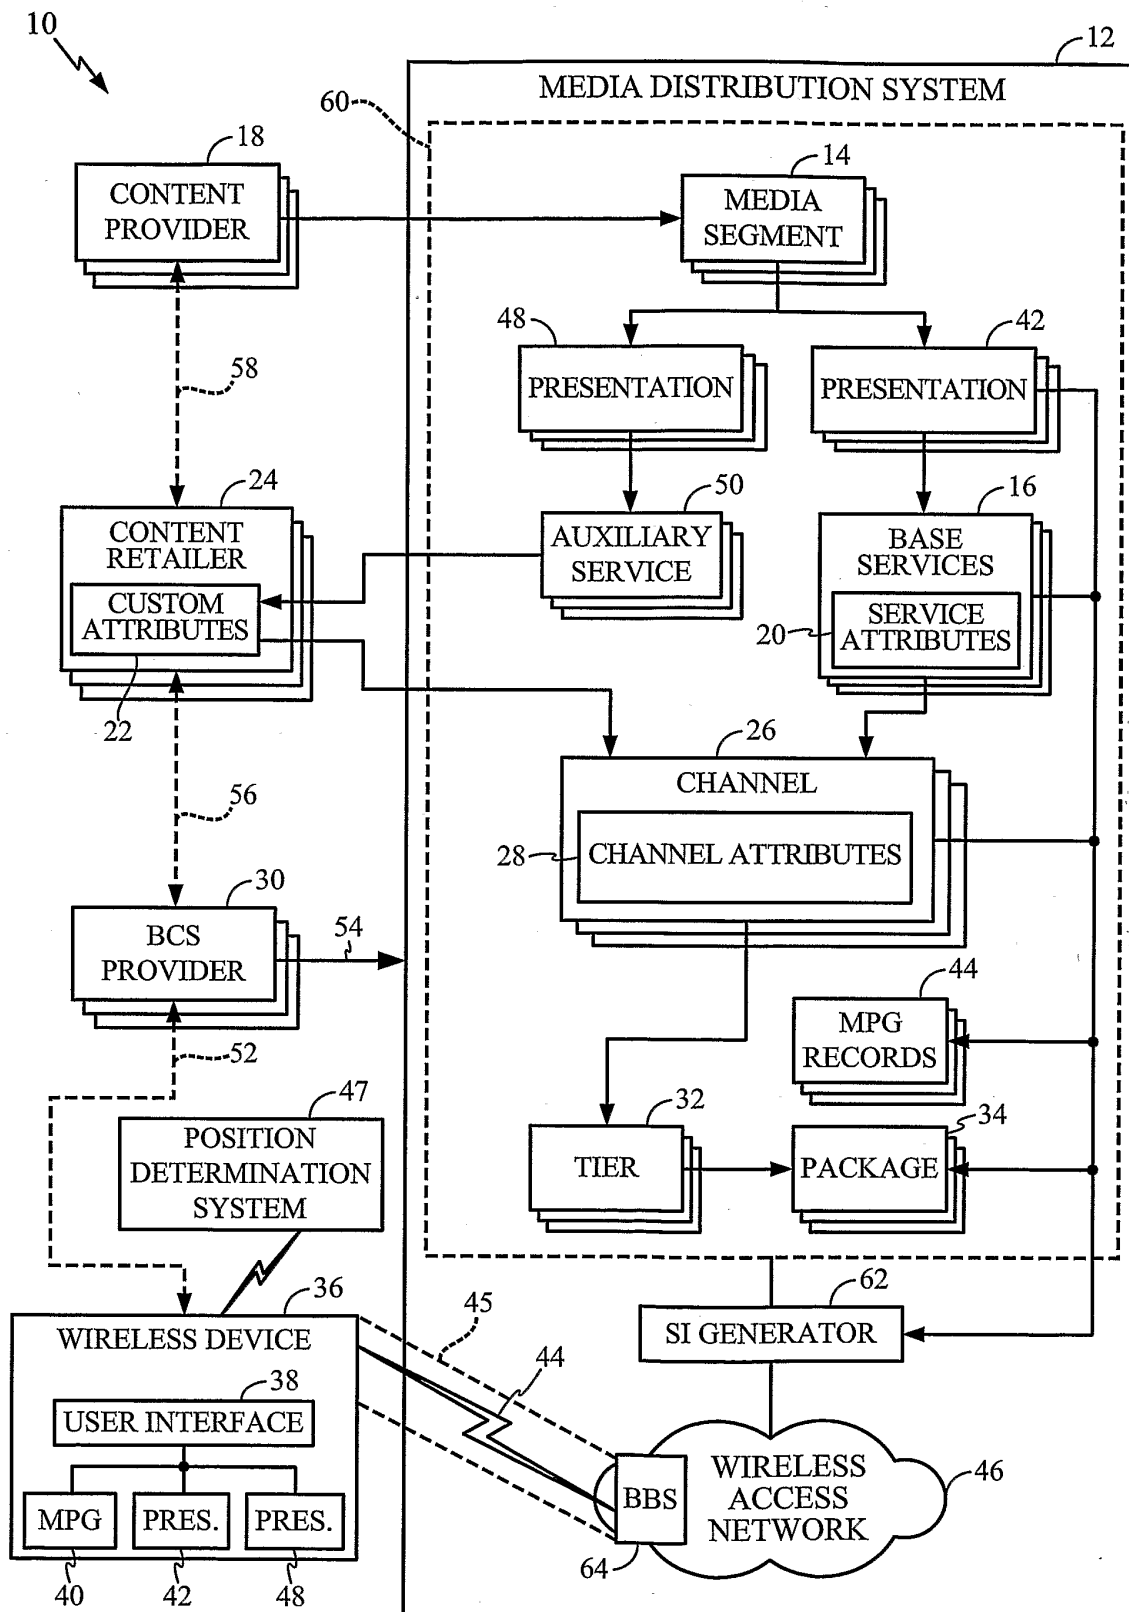 10
12
MEDIA DISTRIBUTION SYSTEM
60
18
CONTENT
PROVIDER
14
MEDIA
SEGMENT
48
PRESENTATION
42
PRESENTATION
58
24
CONTENT
RETAILER
CUSTOM
ATTRIBUTES
22
50
AUXILIARY
SERVICE
16
BASE
SERVICES
20
SERVICE
ATTRIBUTES
26
CHANNEL
28
CHANNEL ATTRIBUTES
56
30
BCS
PROVIDER
54
52
44
MPG
RECORDS
47
POSITION
DETERMINATION
SYSTEM
32
TIER
34
PACKAGE
62
SI GENERATOR
36
WIRELESS DEVICE
45
44
38
USER INTERFACE
MPG
PRES.
PRES.
40
42
48
BBS
64
WIRELESS
ACCESS
NETWORK
46